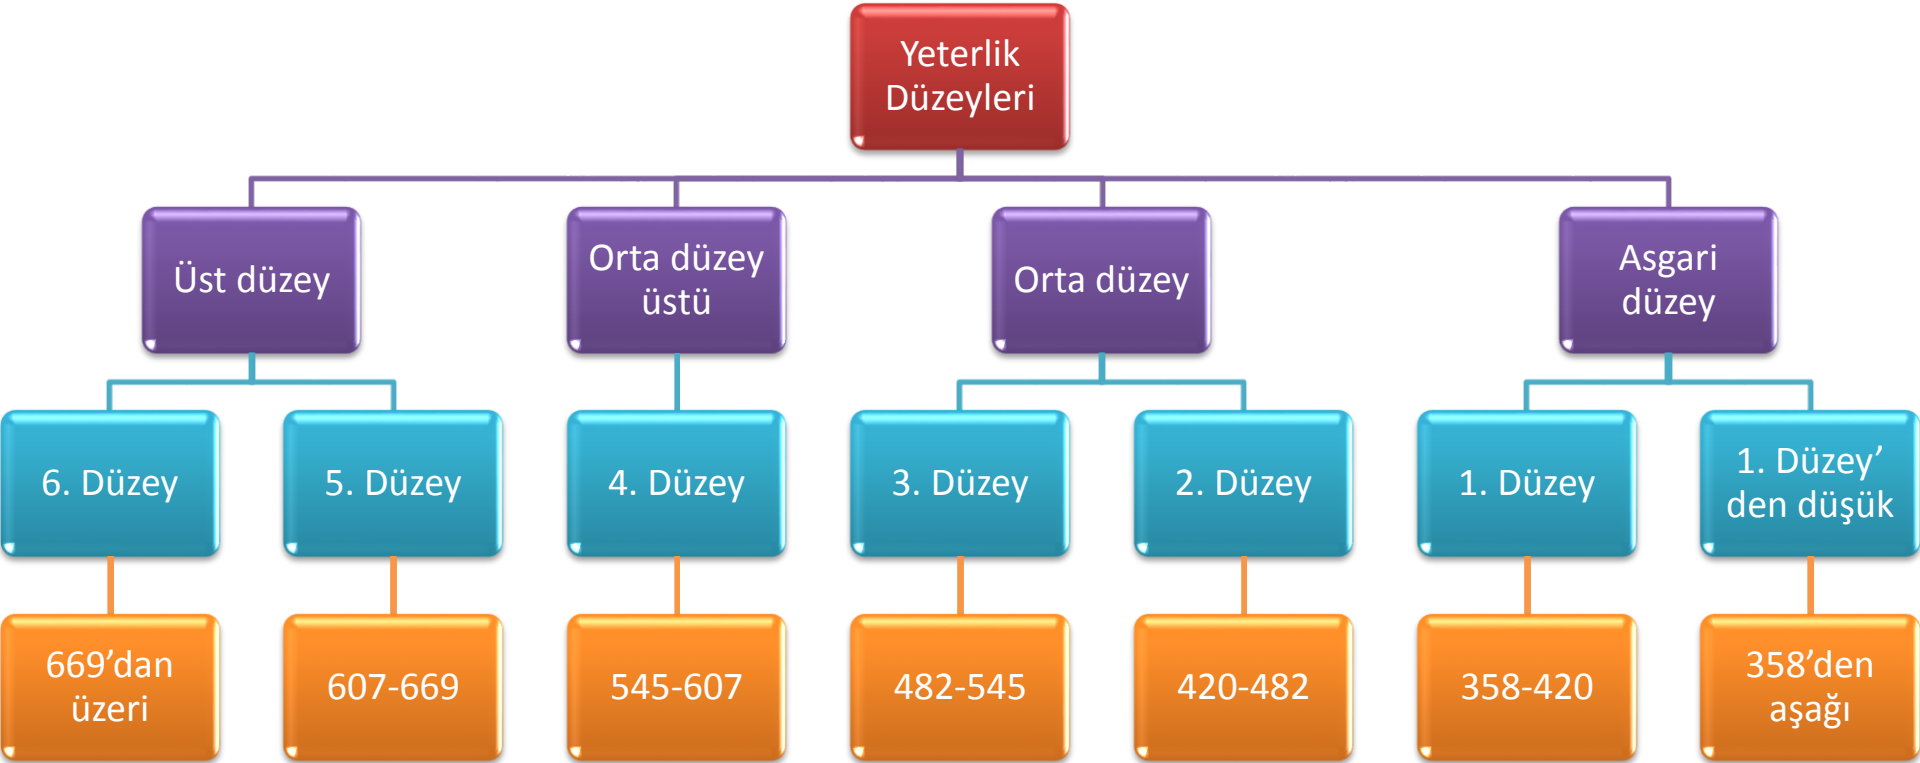 Yeterlik
Düzeyleri
Üst düzey
Orta düzey
üstü
Orta düzey
Asgari
düzey
6. Düzey
5. Düzey
4. Düzey
3. Düzey
2. Düzey
1. Düzey
1. Düzey’
den düşük
669’dan
üzeri
607-669
545-607
482-545
420-482
358-420
358’den
aşağı